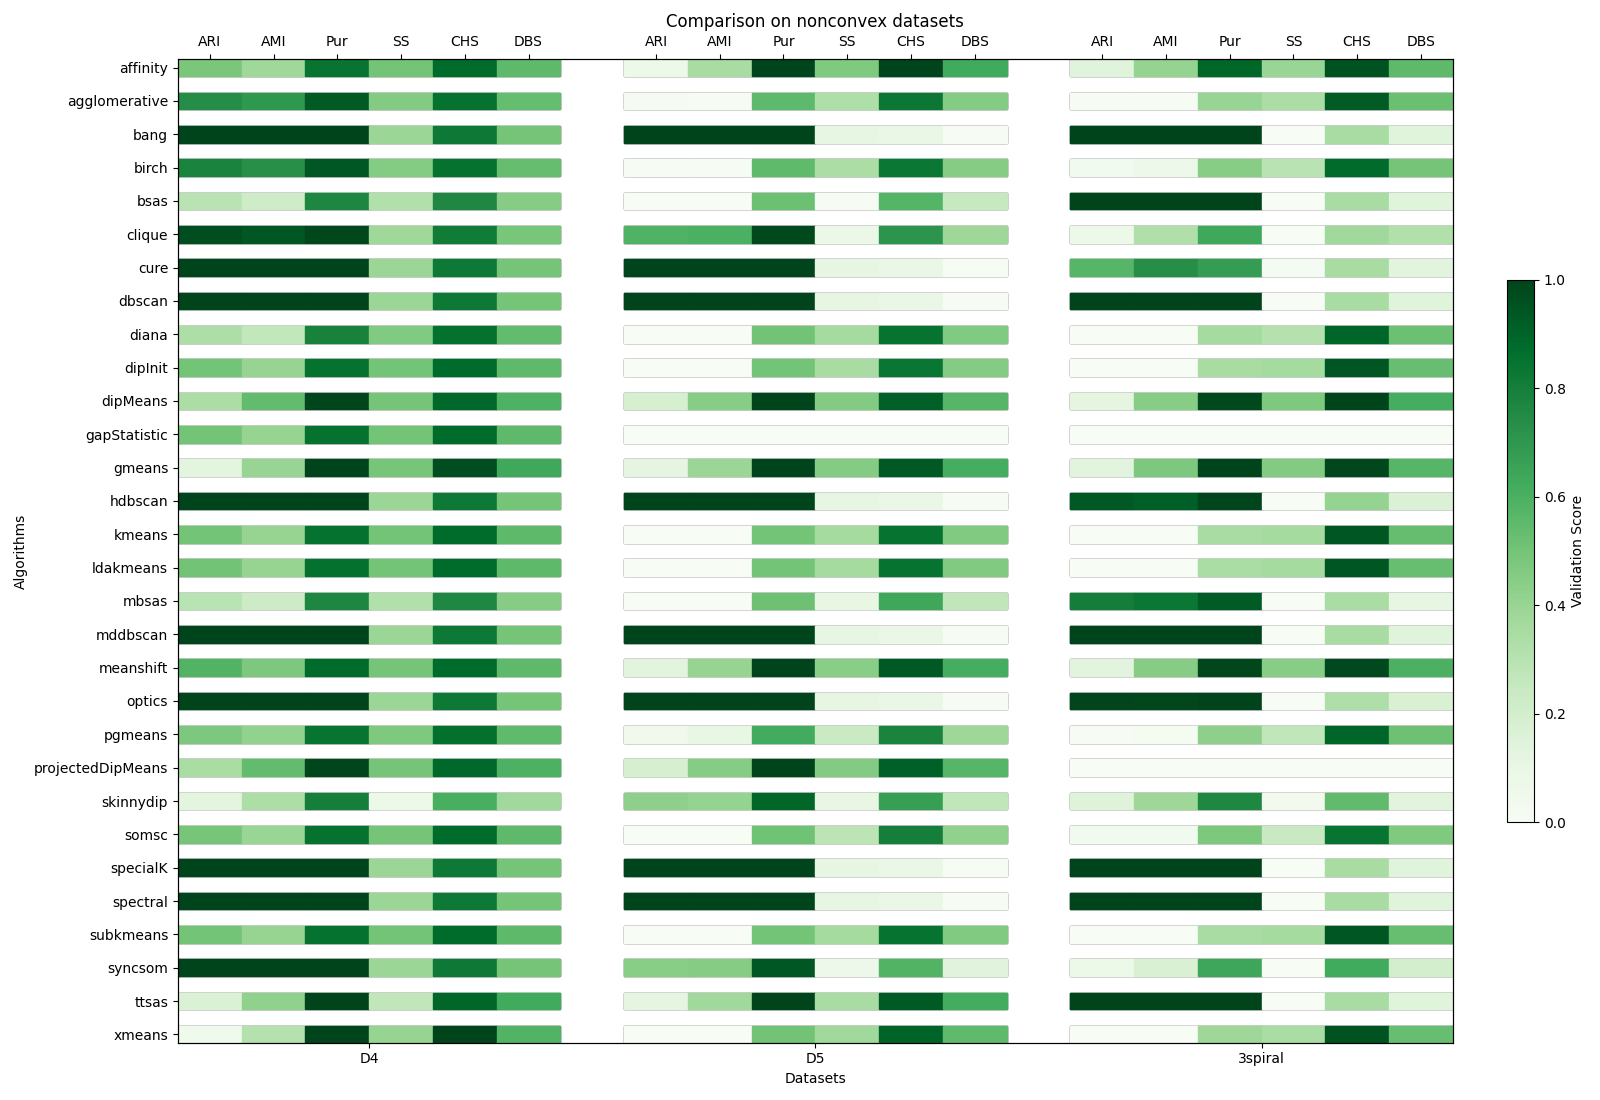 Comparison on nonconvex datasets
ARI AMI Pur SS CHS DBS ARI AMI Pur SS CHS DBS ARI AMI Pur SS CHS DBS
affinity
agglomerative
bang
birch
bsas
clique
cure
dbscan
diana
dipInit
dipMeans
gapStatistic
gmeans
hdbscan
kmeans
ldakmeans
mbsas
mddbscan
meanshift
optics
pgmeans
projectedDipMeans
skinnydip
somsc
specialK
spectral
subkmeans
syncsom
ttsas
xmeans
Algorithms
D4 D5 3spiral
Datasets
1.0
0.8
0.6
0.4
0.2
0.0
Validation Score